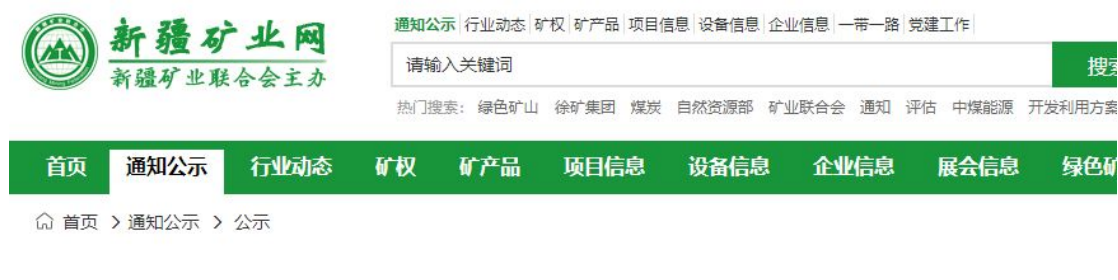 新疆矿业网
新疆矿业联合会主办
通知公示 行业动态 矿权 矿产品 项目信息 设备信息 企业信息 一带一路 党建工作
请输入关键词 搜索
热门搜索： 绿色矿山 徐矿集团 煤炭 自然资源部 矿业联合会 通知 评估 中煤能源 开发利用方案
首页 通知公示 行业动态 矿权 矿产品 项目信息 设备信息 企业信息 展会信息 绿色矿
首页 > 通知公示 > 公示